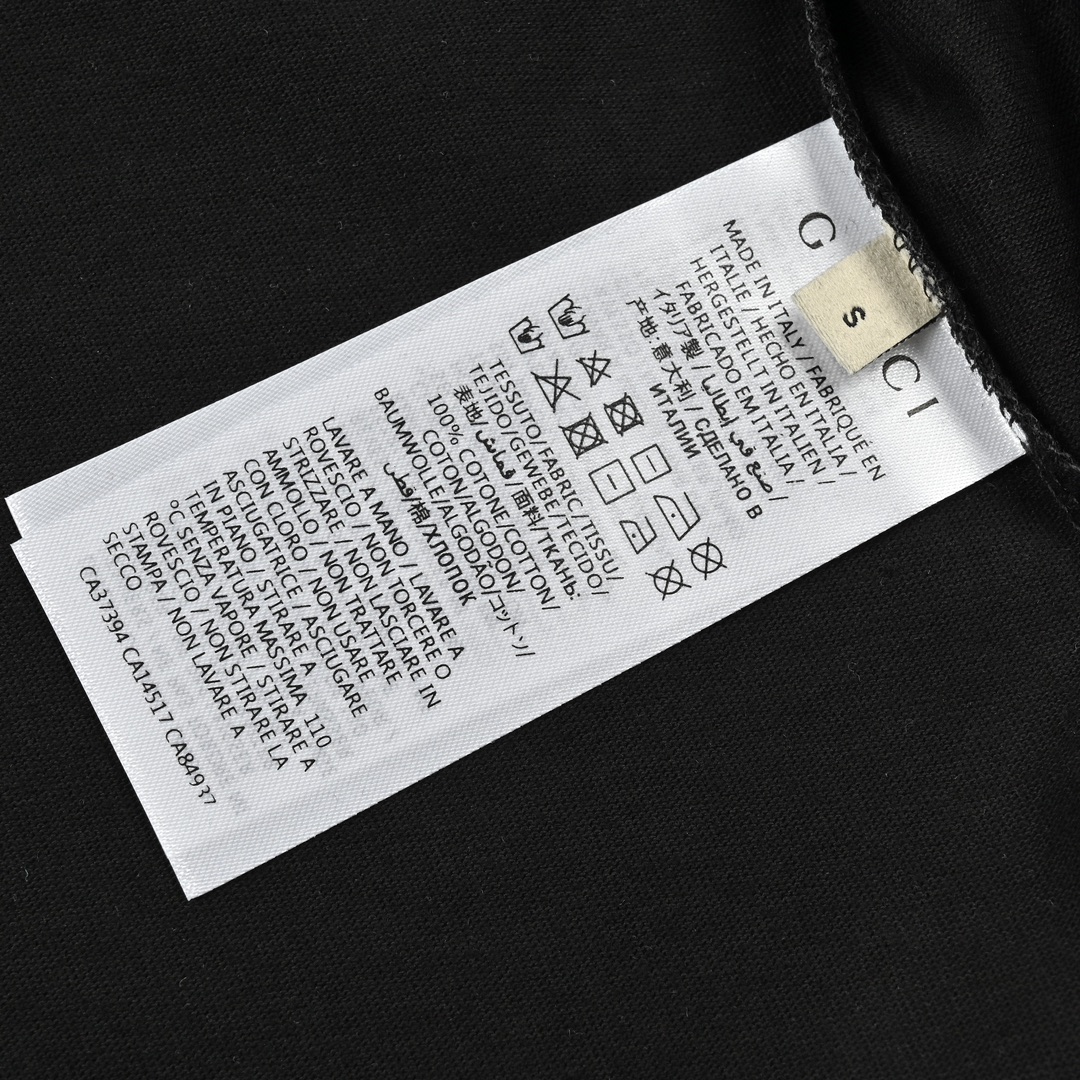 G CI
S
MADE IN ITALY / FABRIQUÉ EN
ITALIE / HECHO EN ITALIA /
HERGESTELLT IN ITALIEN /
FABRICADO EM ITALIA /
イタリア製 / صنع في إيطاليا /
产地: 意大利 / СДЕЛАНО В
ИТАЛИИ
TESSUTO/FABRIC/TISSU/
TEJIDO/GEWEBE/TECIDO/
表地/قماش/面料/ТКАНЬ:
100% COTONE/COTTON/
COTON/ALGODON/
BAUMWOLLE/ALGODÃO/コットン/
قطن/棉/ХЛОПОК
LAVARE A MANO / LAVARE A
ROVESCIO / NON TORCERE O
STRIZZARE / NON LASCIARE IN
AMMOLLO / NON TRATTARE
CON CLORO / NON USARE
ASCIUGATRICE / ASCIUGARE
IN PIANO / STIRARE A
TEMPERATURA MASSIMA 110
°C SENZA VAPORE / STIRARE A
ROVESCIO / NON STIRARE LA
STAMPA / NON LAVARE A
SECCO
CA37394 CA14517 CA84937